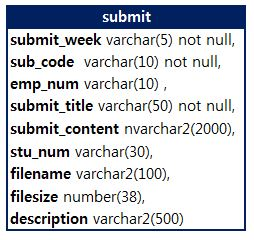 submit
submit_week varchar(5) not null,
sub_code varchar(10) not null,
emp_num varchar(10) ,
submit_title varchar(50) not null,
submit_content nvarchar2(2000),
stu_num varchar(30),
filename varchar2(100),
filesize number(38),
description varchar2(500)